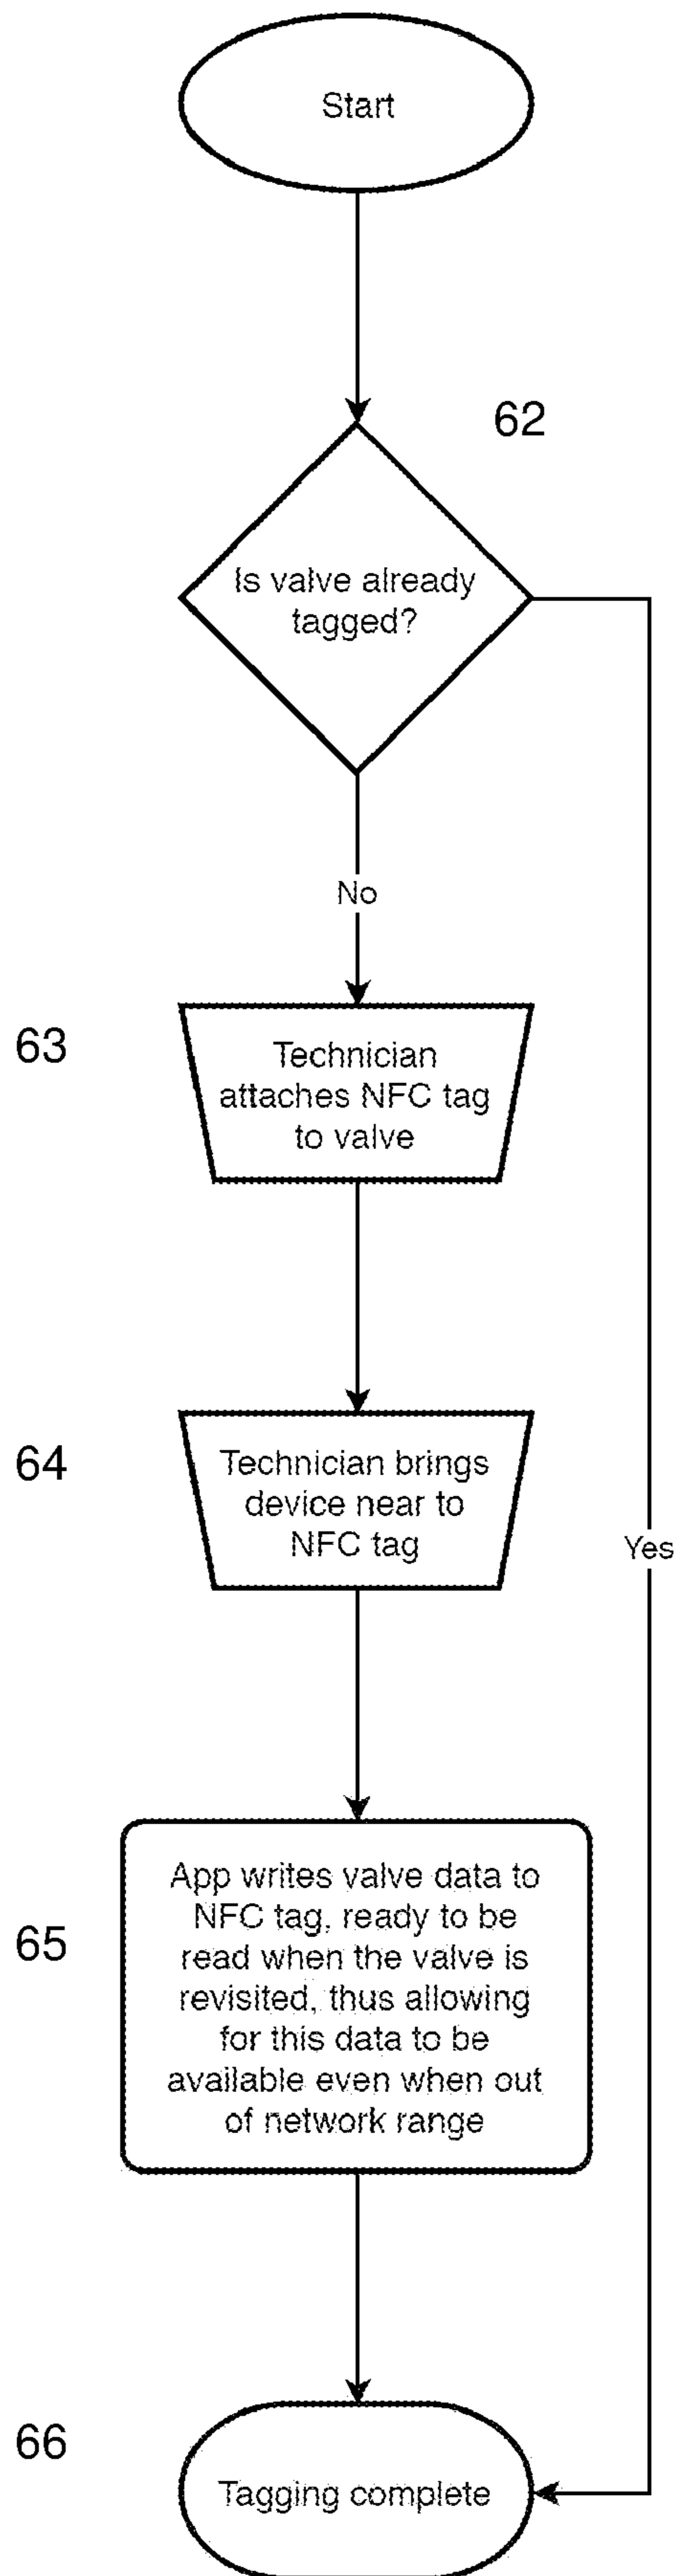 Start
62
Is valve already
tagged?
No
63
Technician
attaches NFC tag
to valve
64
Technician brings
device near to
NFC tag
Yes
65
App writes valve data to
NFC tag, ready to be
read when the valve is
revisited, thus allowing
for this data to be
available even when out
of network range
66
Tagging complete